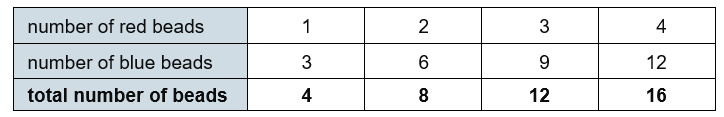 number of red beads 1 2 3 4
number of blue beads 3 6 9 12
total number of beads 4 8 12 16